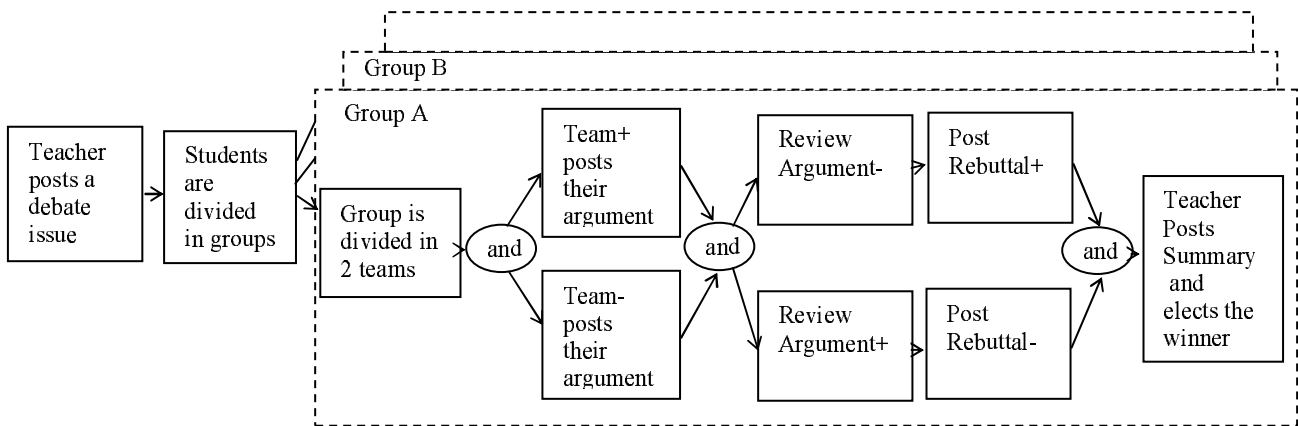 Group B
Group A
Teacher
posts a
debate
issue
Students
are
divided
in groups
Group is
divided in
2 teams
and
Team+
posts
their
argument
Team-
posts
their
argument
and
Review
Argument-
Post
Rebuttal+
Review
Argument+
Post
Rebuttal-
and
Teacher
Posts
Summary
and
elects the
winner